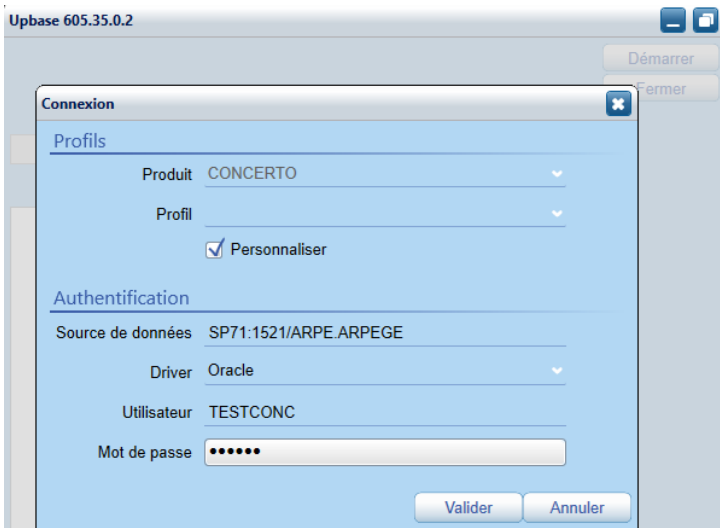 Upbase 605.35.0.2
Démarrer
Fermer
Connexion
Profils
Produit CONCERTO
Profil
Personnaliser
Authentification
Source de données SP71:1521/ARPE.ARPEGE
Driver Oracle
Utilisateur TESTCONC
Mot de passe ••••••
Valider Annuler